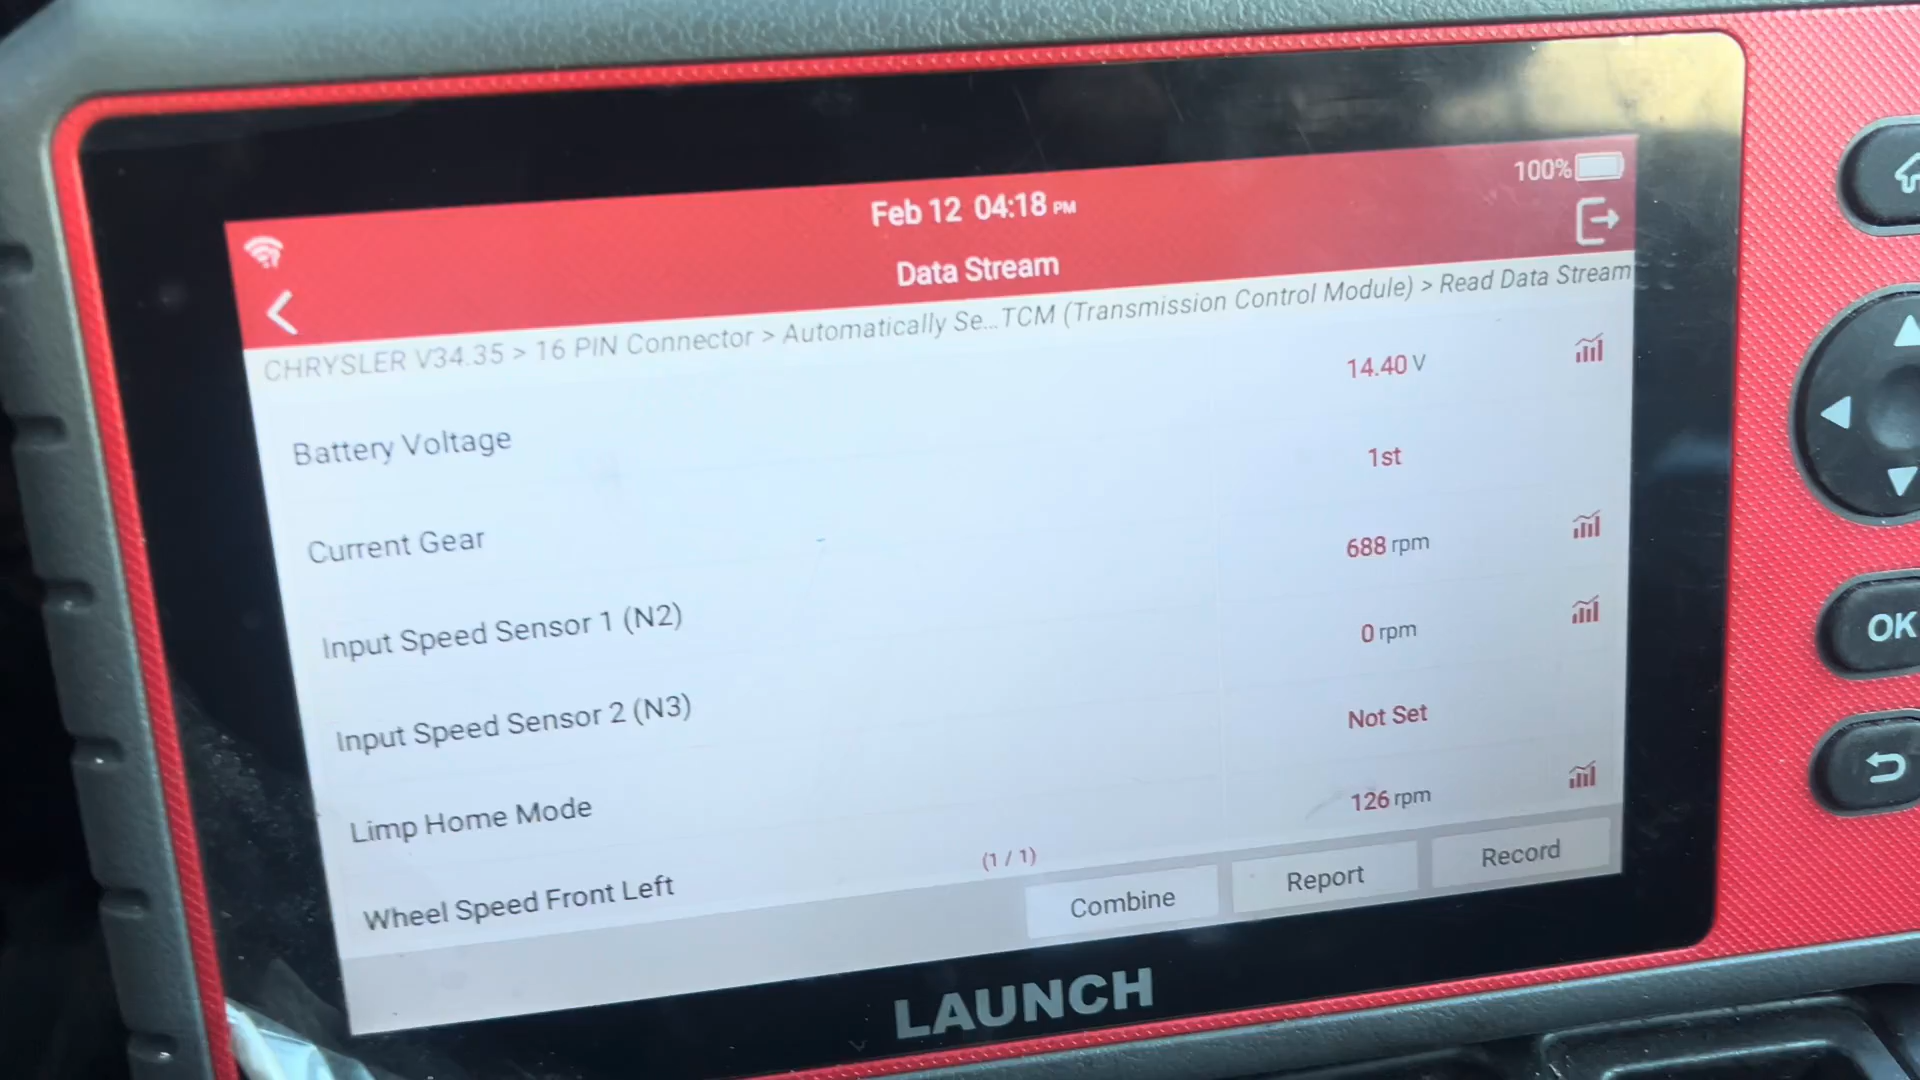 100%
Feb 12 04:18 PM
Data Stream
CHRYSLER V34.35 > 16 PIN Connector > Automatically Se...TCM (Transmission Control Module) > Read Data Stream
Battery Voltage 14.40 V
Current Gear 1st
Input Speed Sensor 1 (N2) 688 rpm
Input Speed Sensor 2 (N3) 0 rpm
Limp Home Mode Not Set
Wheel Speed Front Left 126 rpm
(1 / 1)
Combine Report Record
LAUNCH
OK